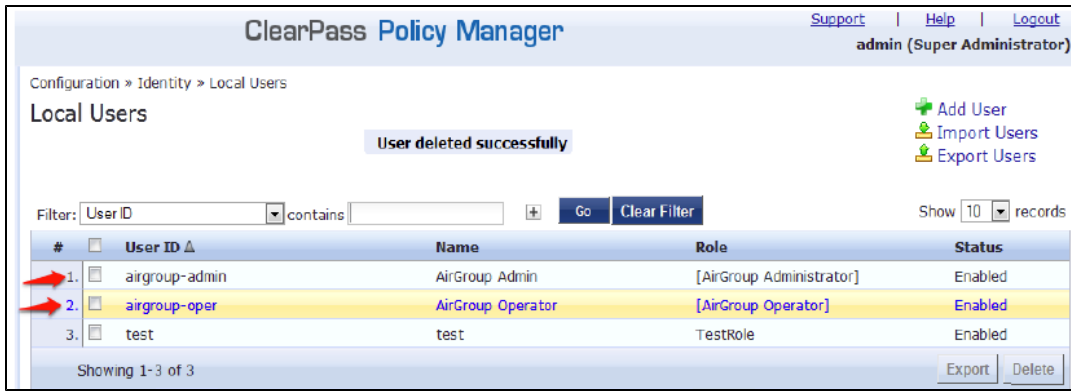 Support | Help | Logout
ClearPass Policy Manager
admin (Super Administrator)
Configuration » Identity » Local Users
Local Users
Add User
User deleted successfully
Import Users
Export Users
Filter: User ID contains + Go Clear Filter Show 10 records
# User ID Name Role Status
1. airgroup-admin AirGroup Admin [AirGroup Administrator] Enabled
2. airgroup-oper AirGroup Operator [AirGroup Operator] Enabled
3. test test TestRole Enabled
Showing 1-3 of 3 Export Delete